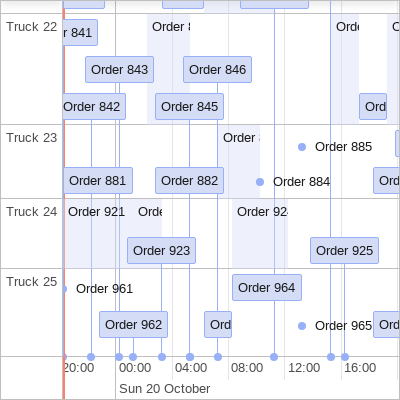 Truck 22
r 841
Order 8
Orde
Order 843
Order 846
Order 842
Order 845
Ord
Truck 23
Order
Order 885
Order 881
Order 882
Order 884
Ord
Truck 24
Order 921
Orde
Order 92
Order 923
Order 925
Truck 25
Order 961
Order 964
Order 962
Ord
Order 965
Ord
20:00
00:00
04:00
08:00
12:00
16:00
Sun 20 October